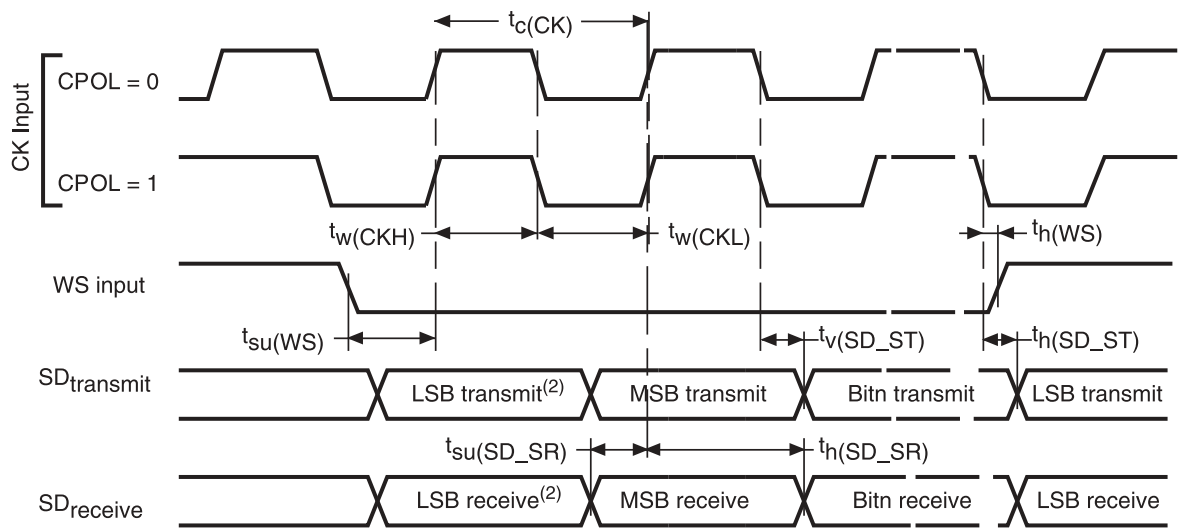 tc(CK)
CK Input
CPOL = 0
CPOL = 1
tw(CKH)
tw(CKL)
th(WS)
WS input
tsu(WS)
tv(SD_ST)
th(SD_ST)
SDtransmit
LSB transmit(2)
MSB transmit
Bitn transmit
LSB transmit
tsu(SD_SR)
th(SD_SR)
SDreceive
LSB receive(2)
MSB receive
Bitn receive
LSB receive